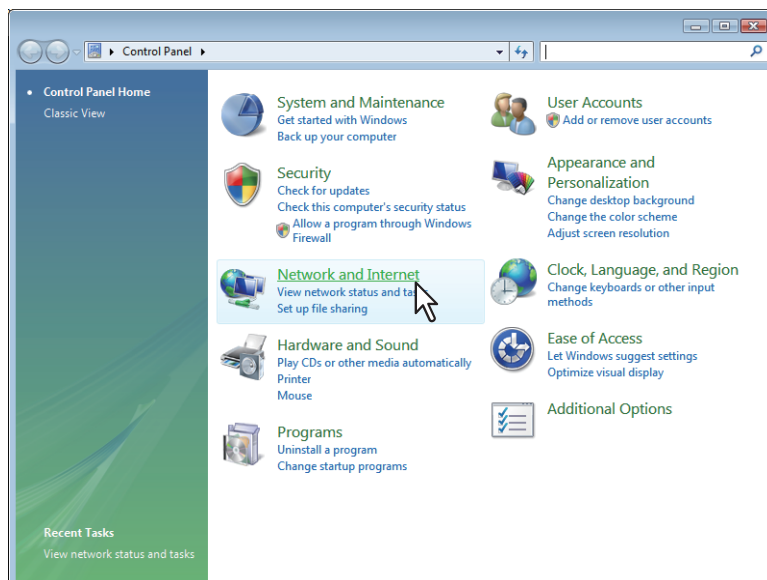 Control Panel
Control Panel Home
Classic View
System and Maintenance
Get started with Windows
Back up your computer
Security
Check for updates
Check this computer's security status
Allow a program through Windows
Firewall
Network and Internet
View network status and
Set up file sharing
Hardware and Sound
Play CDs or other media automatically
Printer
Mouse
Programs
Uninstall a program
Change startup programs
User Accounts
Add or remove user accounts
Appearance and
Personalization
Change desktop background
Change the color scheme
Adjust screen resolution
Clock, Language, and Region
Change keyboards or other input
methods
Ease of Access
Let Windows suggest settings
Optimize visual display
Additional Options
Recent Tasks
View network status and tasks